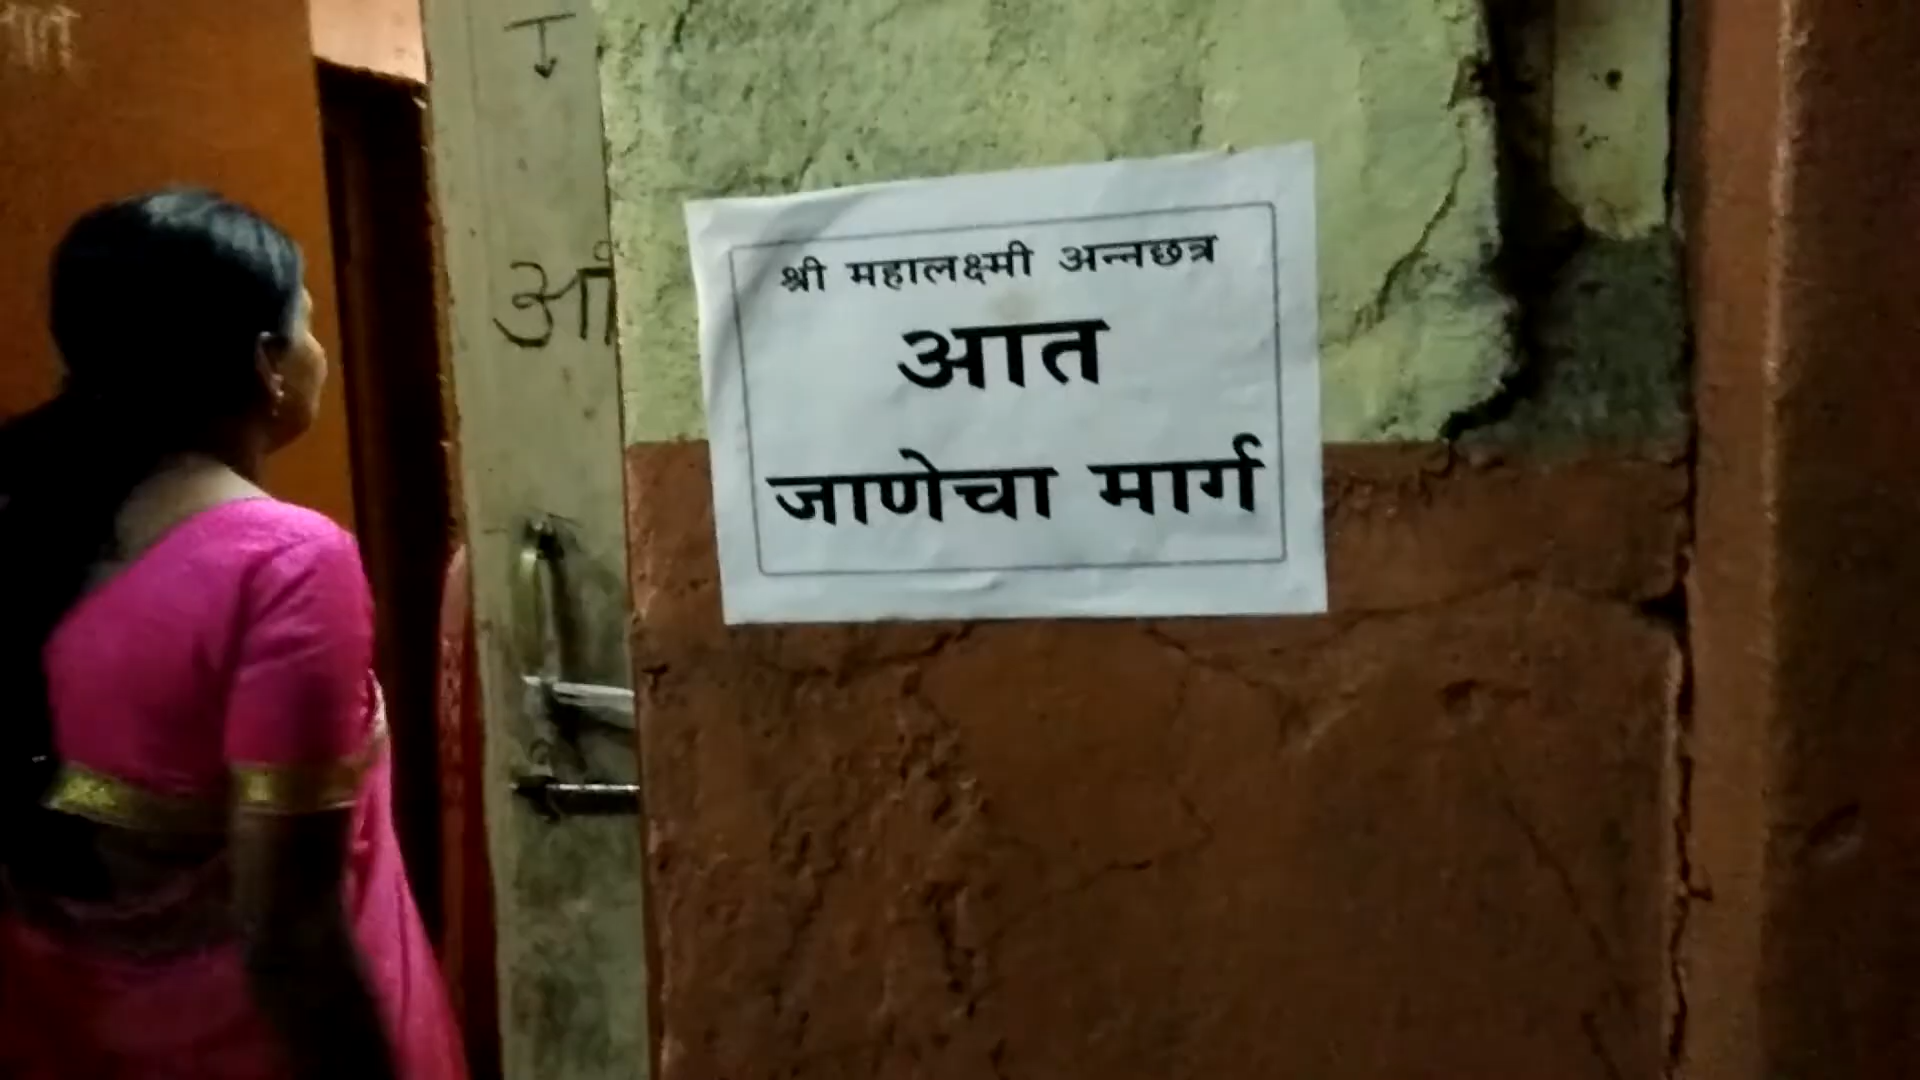 श्री महालक्ष्मी अन्नछत्र
आत
जाणेचा मार्ग